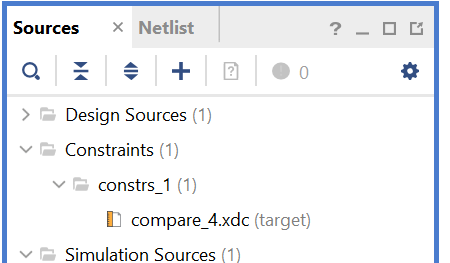 Sources × Netlist ? _
0
Design Sources (1)
Constraints (1)
constrs_1 (1)
compare_4.xdc (target)
Simulation Sources (1)